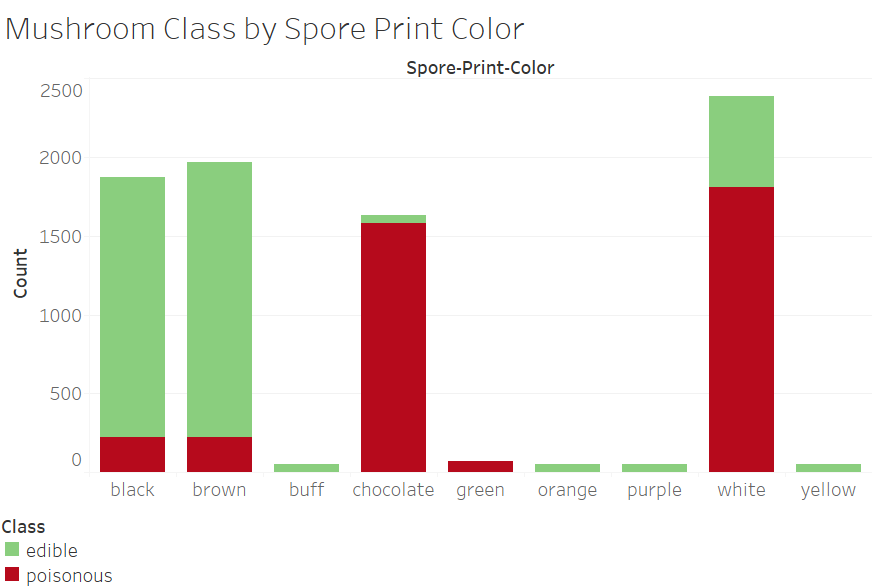 Mushroom Class by Spore Print Color
Spore-Print-Color
2500
2000
1500
1000
500
0
Count
black brown buff chocolate green orange purple white yellow
Class
edible
poisonous